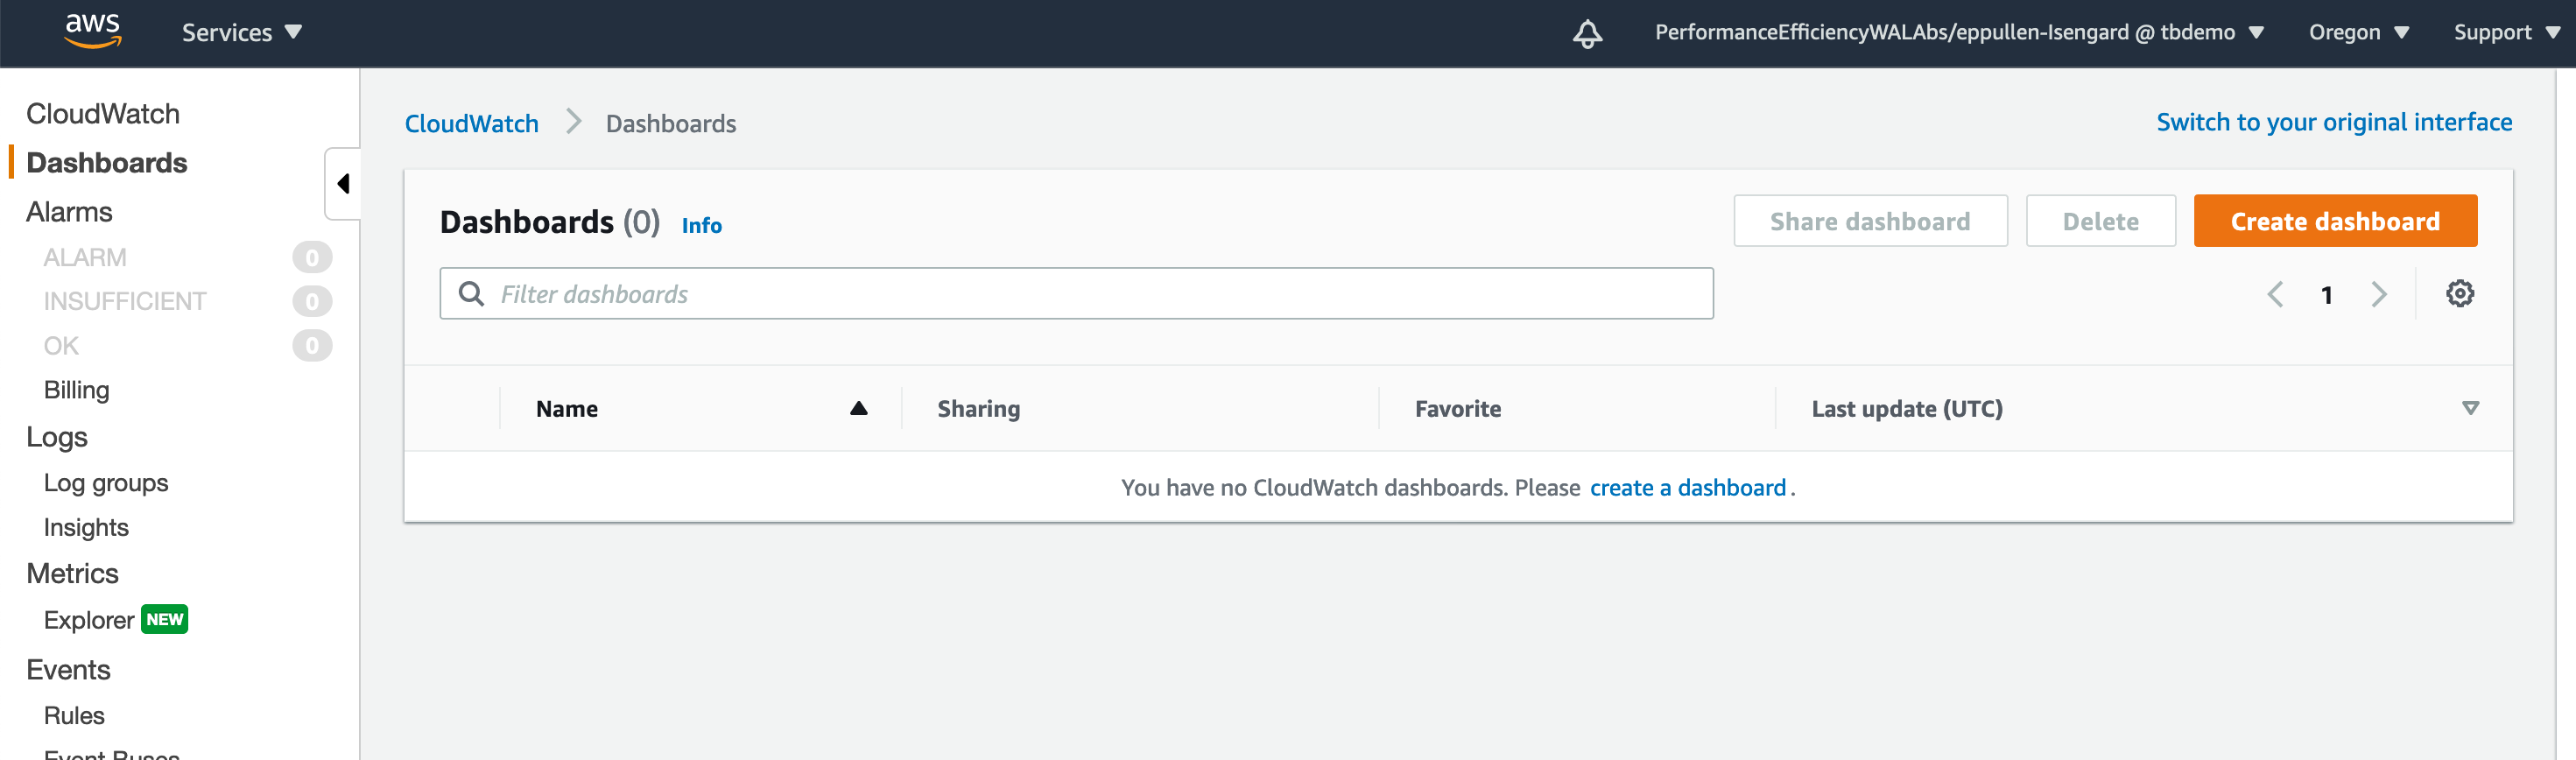 aws
Services
PerformanceEfficiencyWALAbs/eppullen-Isengard @ tbdemo
Oregon
Support
CloudWatch
Dashboards
Alarms
ALARM 0
INSUFFICIENT 0
OK 0
Billing
Logs
Log groups
Insights
Metrics
Explorer NEW
Events
Rules
Event Buses
CloudWatch
Dashboards
Switch to your original interface
Dashboards (0) Info
Share dashboard
Delete
Create dashboard
Filter dashboards
1
Name
Sharing
Favorite
Last update (UTC)
You have no CloudWatch dashboards. Please create a dashboard.